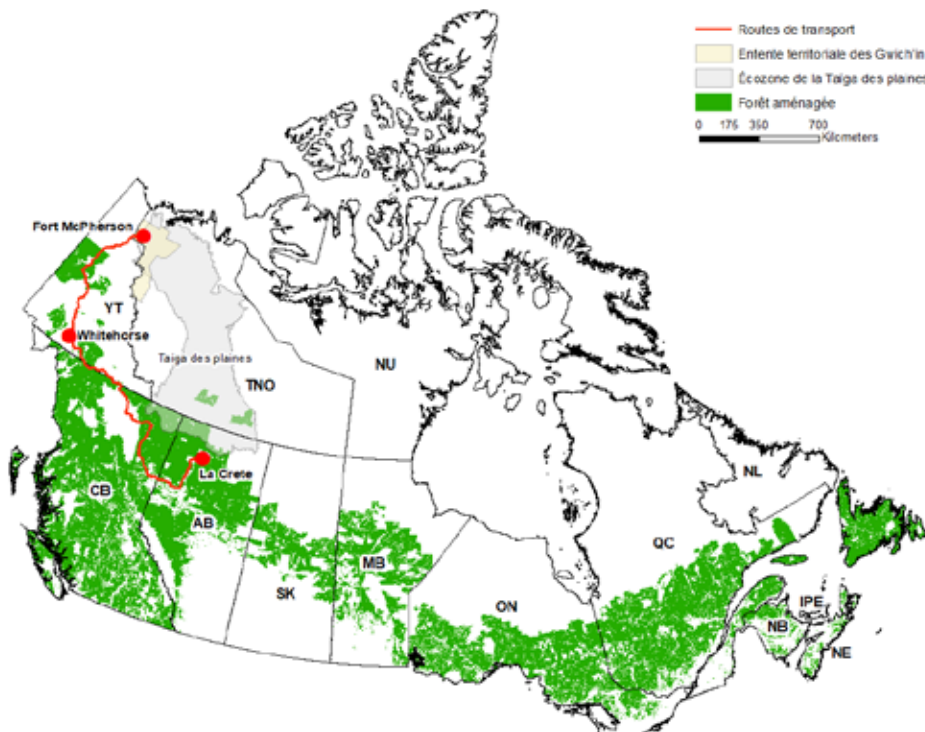 Routes de transport
Entente territoriale des Gwich'in
Écozone de la Taiga des plaines
Forêt aménagée
0 175 350 700
Kilometers
Fort McPherson
YT
Whitehorse
Taiga des plaines
TNO
NU
La Crete
CB
AB
SK
MB
ON
QC
NL
IPE
NB
NE